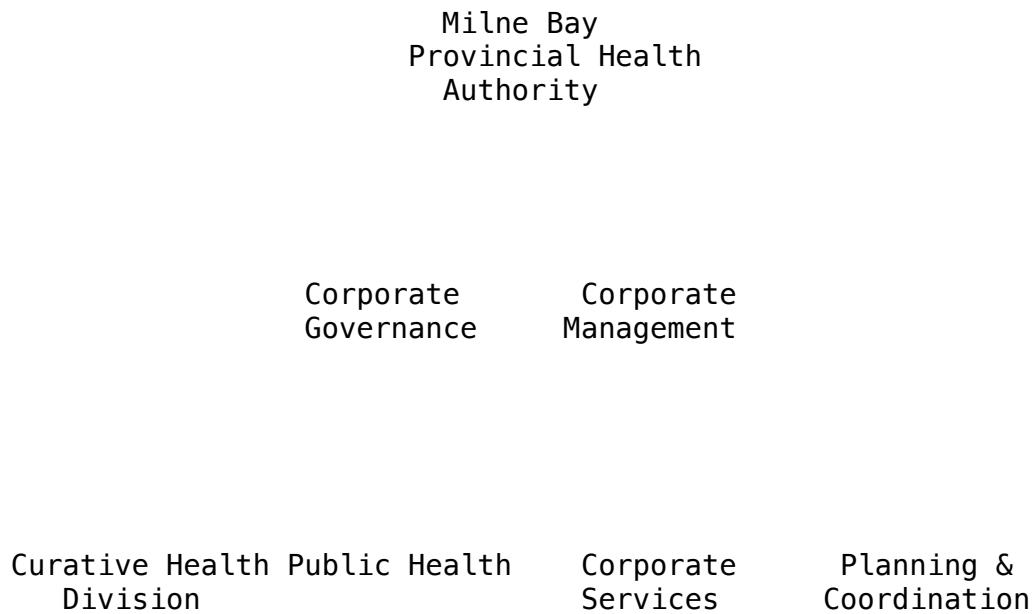 Milne Bay
Provincial Health
Authority
Corporate Governance
Corporate Management
Curative Health Division
Public Health
Corporate Services
Planning & Coordination